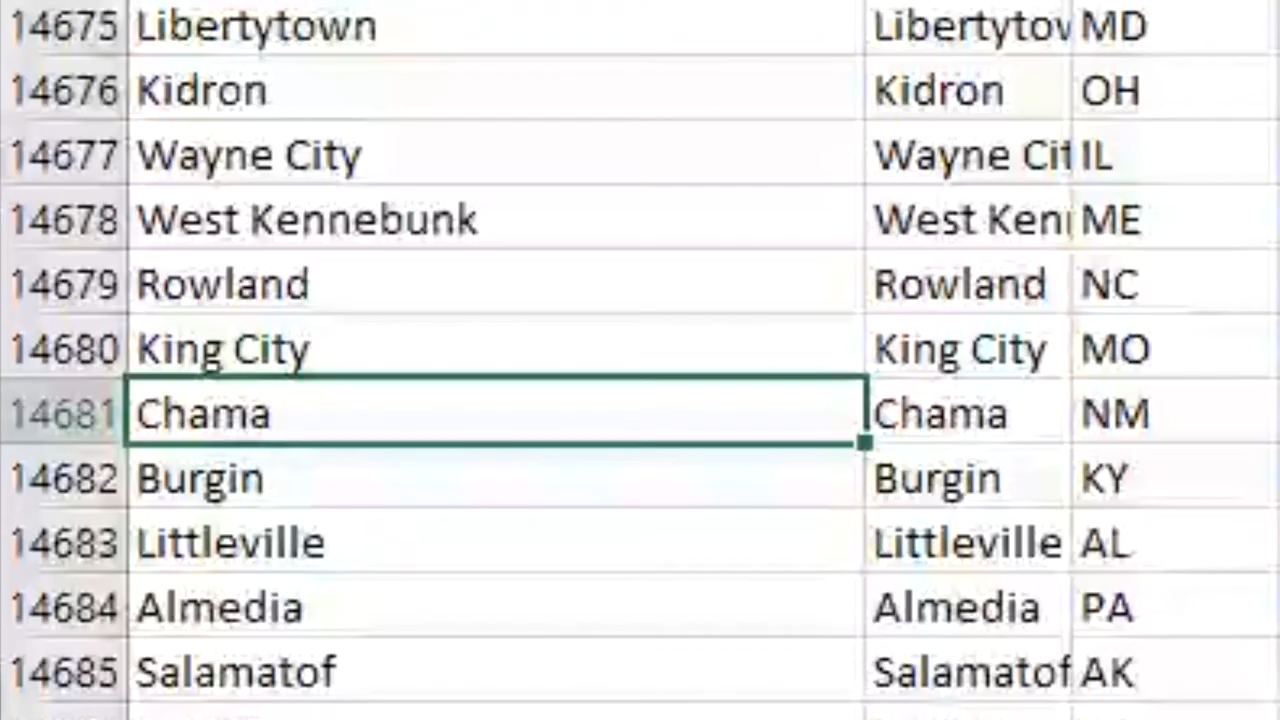 14675 Libertytown Libertytov MD
14676 Kidron Kidron OH
14677 Wayne City Wayne Cit IL
14678 West Kennebunk West Ken ME
14679 Rowland Rowland NC
14680 King City King City MO
14681 Chama Chama NM
14682 Burgin Burgin KY
14683 Littleville Littleville AL
14684 Almedia Almedia PA
14685 Salamatof Salamatof AK